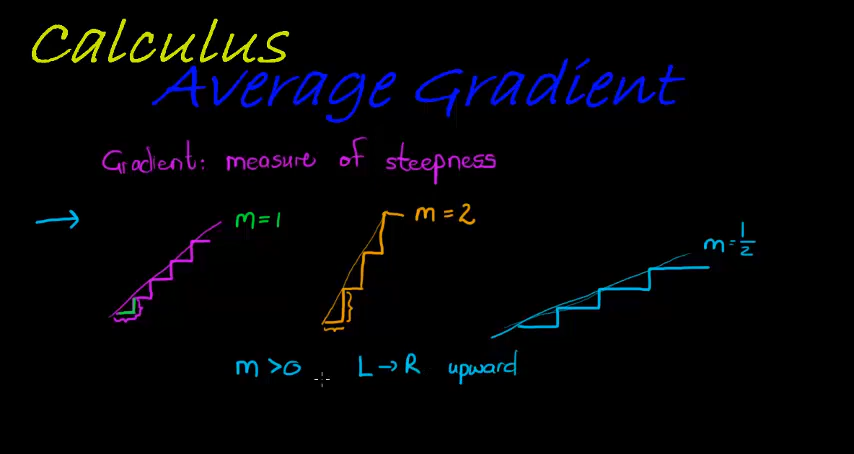 Calculus
Average Gradient
Gradient: measure of steepness
m=1
m=2
m=1/2
m>0 L→R upward